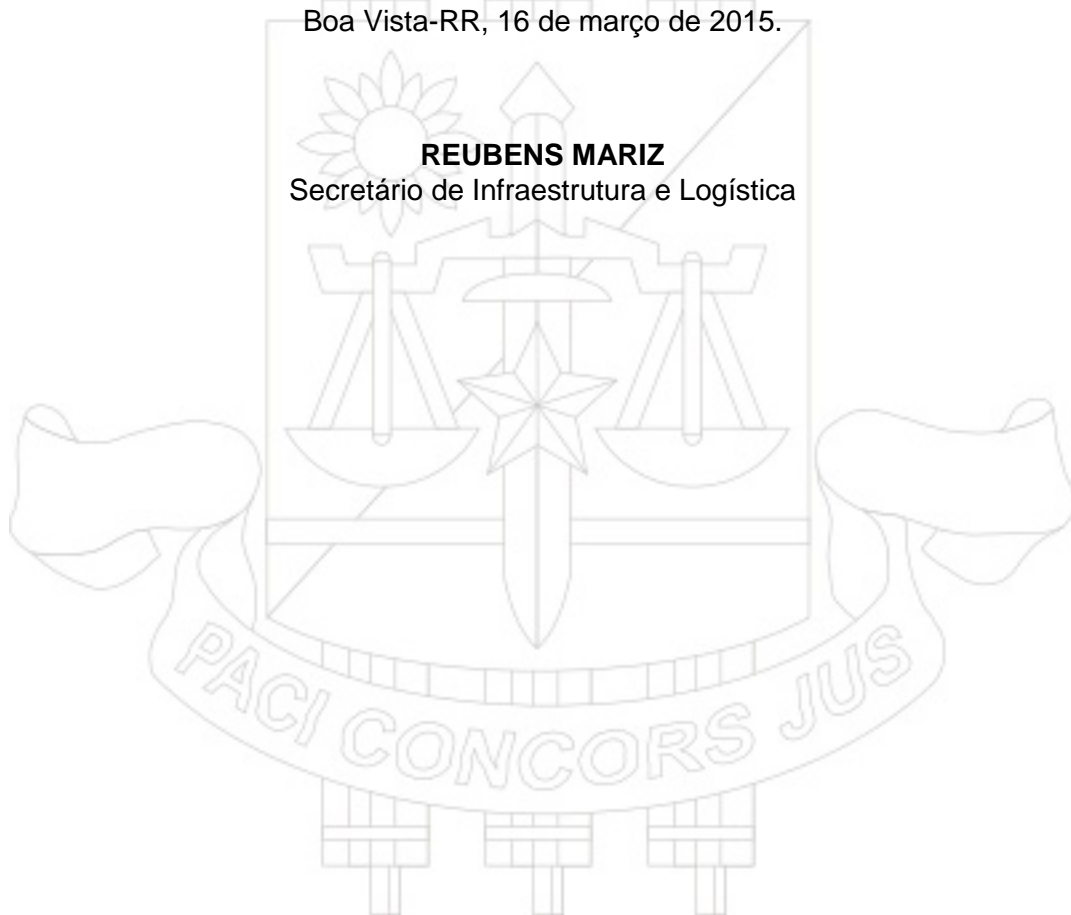 Boa Vista-RR, 16 de março de 2015.
REUBENS MARIZ
Secretário de Infraestrutura e Logística
PACI CONCORS JUS